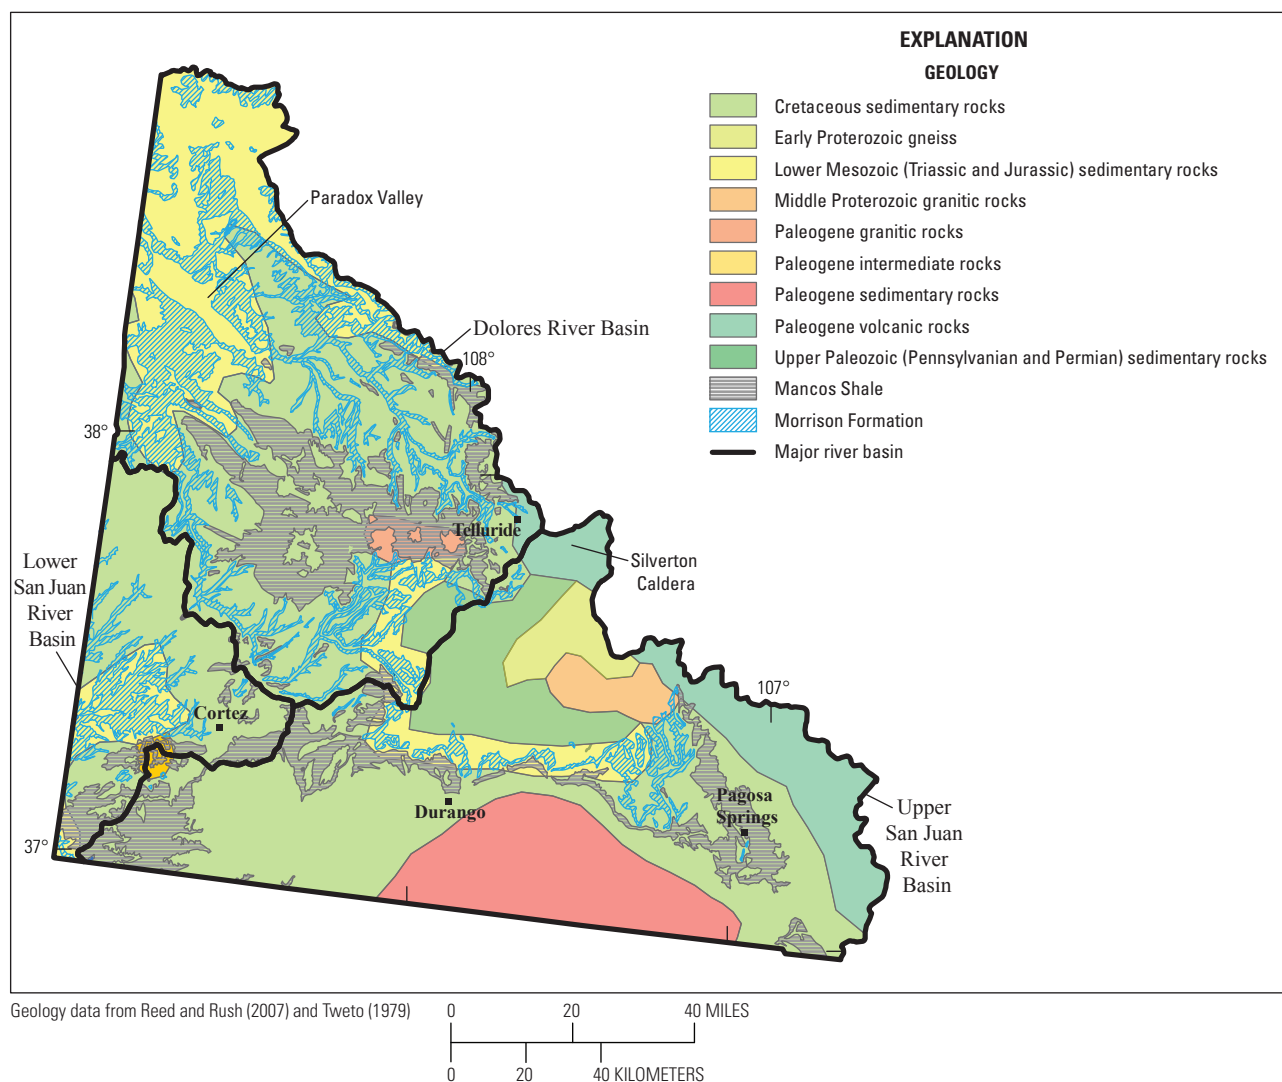 EXPLANATION
GEOLOGY
Cretaceous sedimentary rocks
Early Proterozoic gneiss
Lower Mesozoic (Triassic and Jurassic) sedimentary rocks
Middle Proterozoic granitic rocks
Paleogene granitic rocks
Paleogene intermediate rocks
Paleogene sedimentary rocks
Paleogene volcanic rocks
Upper Paleozoic (Pennsylvanian and Permian) sedimentary rocks
Mancos Shale
Morrison Formation
Major river basin
Paradox Valley
Dolores River Basin
108°
38°
Telluride
Silverton
Caldera
Lower
San Juan
River
Basin
107°
Cortez
Durango
Pagosa
Springs
Upper
San Juan
River
Basin
37°
Geology data from Reed and Rush (2007) and Tweto (1979)
0 20 40 MILES
0 20 40 KILOMETERS